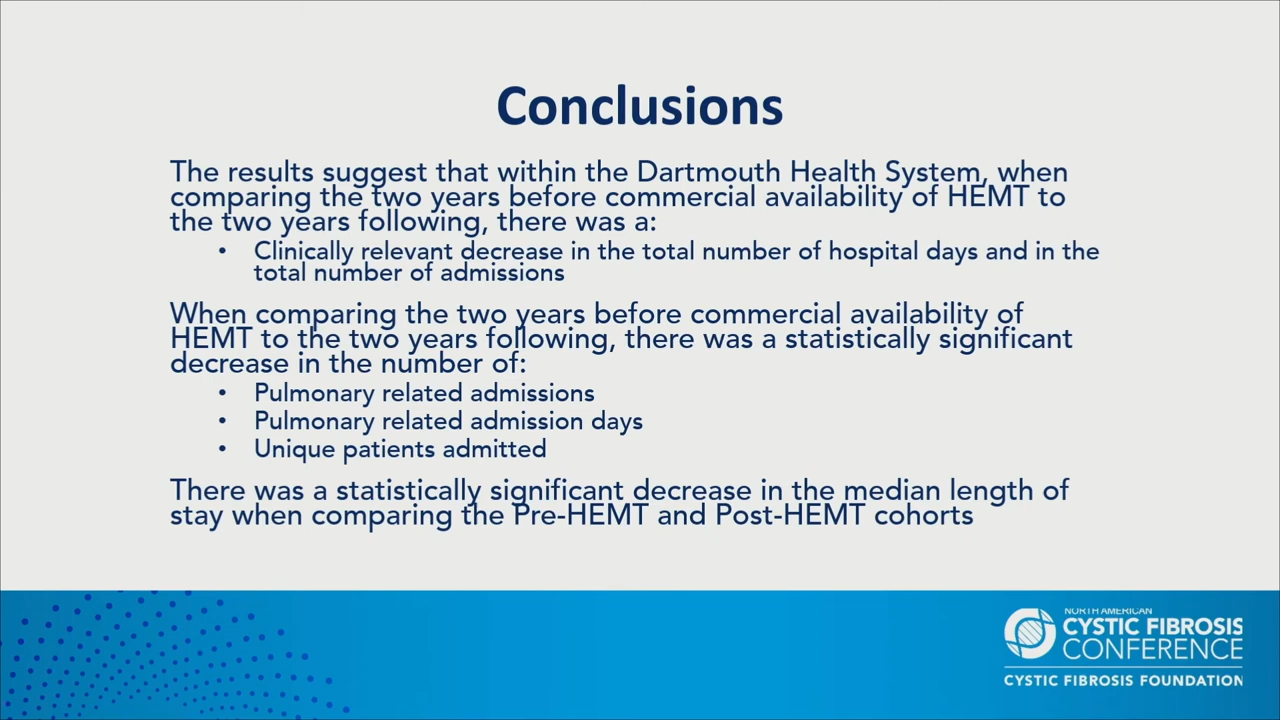 Conclusions
The results suggest that within the Dartmouth Health System, when
comparing the two years before commercial availability of HEMT to
the two years following, there was a:
• Clinically relevant decrease in the total number of hospital days and in the
total number of admissions
When comparing the two years before commercial availability of
HEMT to the two years following, there was a statistically significant
decrease in the number of:
• Pulmonary related admissions
• Pulmonary related admission days
• Unique patients admitted
There was a statistically significant decrease in the median length of
stay when comparing the Pre-HEMT and Post-HEMT cohorts
NORTH AMERICAN
CYSTIC FIBROSIS
CONFERENCE
CYSTIC FIBROSIS FOUNDATION